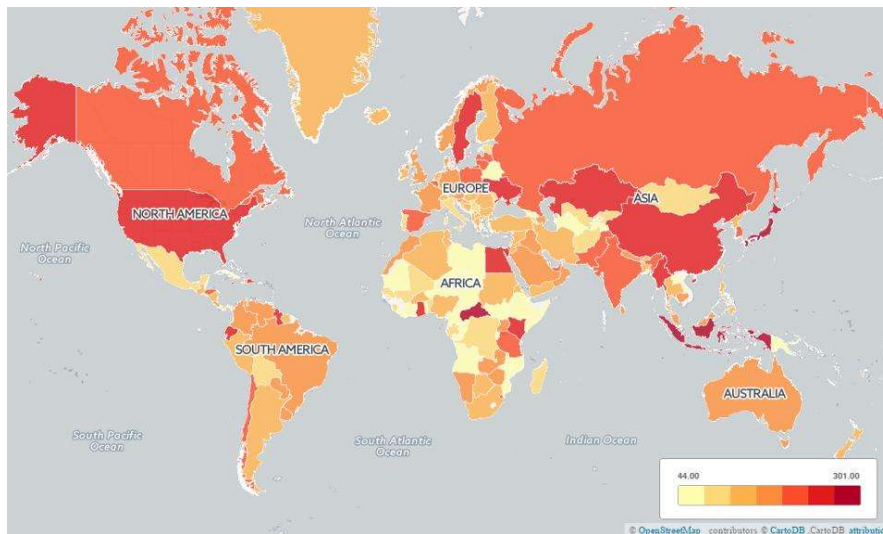 NORTH AMERICA
North Pacific
Ocean
North Atlantic
Ocean
EUROPE
ASIA
AFRICA
SOUTH AMERICA
AUSTRALIA
South Pacific
Ocean
South Atlantic
Ocean
Indian Ocean
44.00 301.00
© OpenStreetMap contributors © CartoDB ,CartoDB attributio